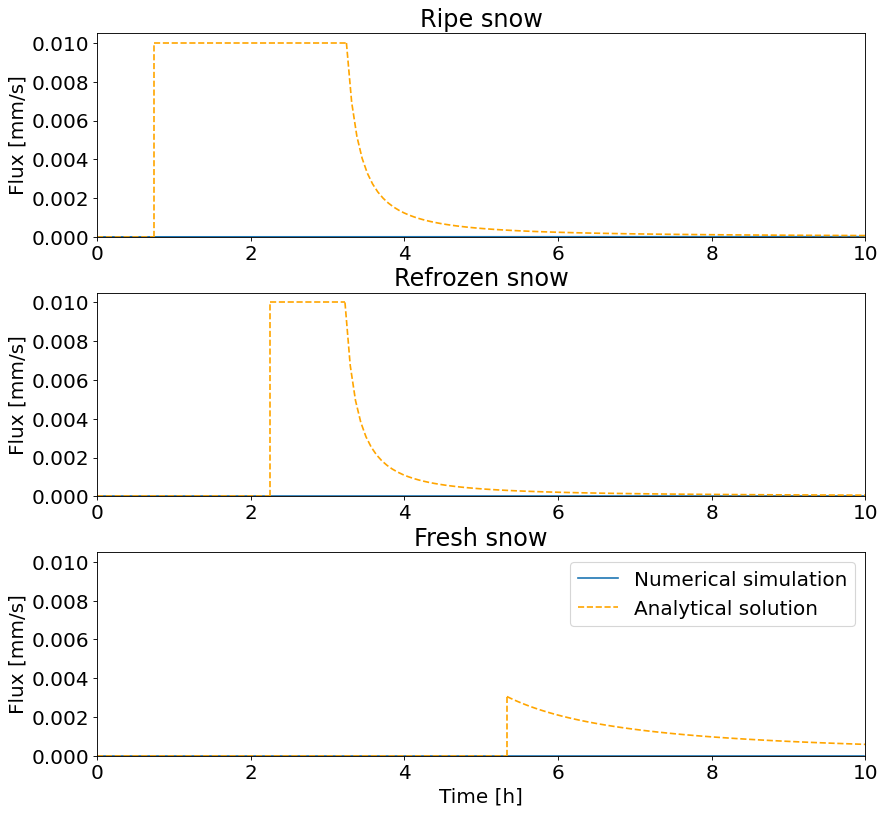 Ripe snow
0.010
0.008
0.006
0.004
0.002
0.000
Flux [mm/s]
0 2 4 6 8 10
Refrozen snow
0.010
0.008
0.006
0.004
0.002
0.000
Flux [mm/s]
0 2 4 6 8 10
Fresh snow
0.010
0.008
0.006
0.004
0.002
0.000
Flux [mm/s]
Numerical simulation
Analytical solution
0 2 4 6 8 10
Time [h]